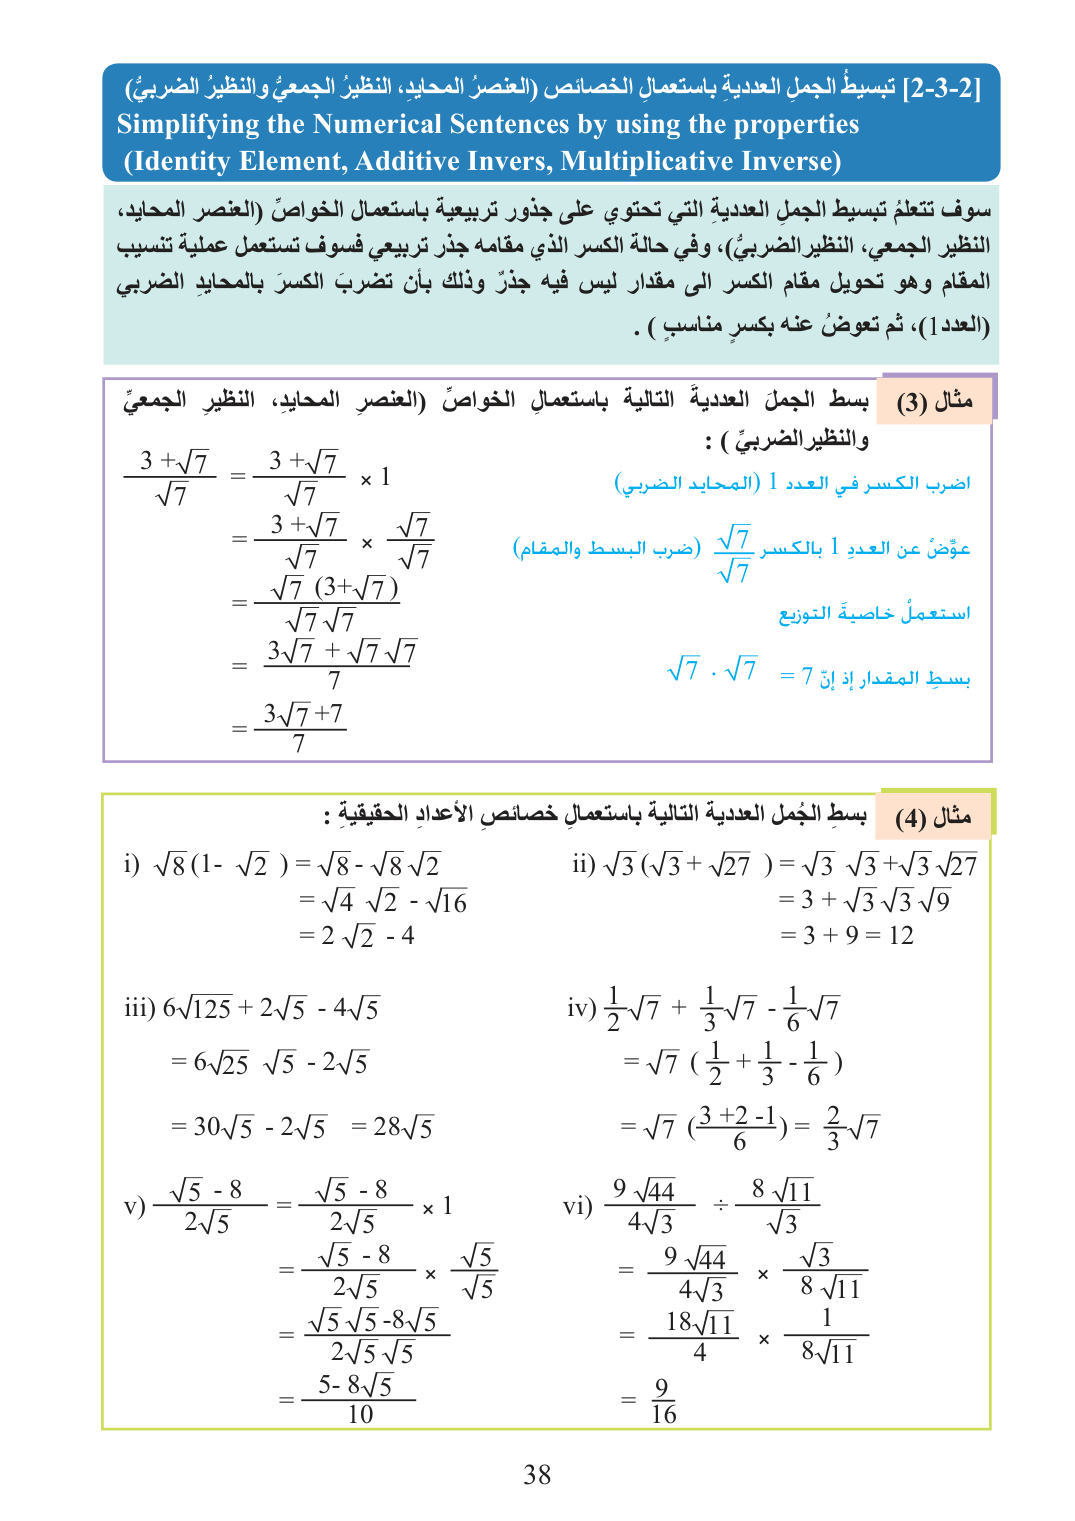 [2-3-2] تبسيطُ الجملِ العدديةِ باستعمالِ الخصائص (العنصرُ المحايدِ، النظيرُ الجمعيُّ والنظيرُ الضربيُّ)
Simplifying the Numerical Sentences by using the properties
(Identity Element, Additive Invers, Multiplicative Inverse)
سوف تتعلمُ تبسيط الجملِ العدديةِ التي تحتوي على جذور تربيعية باستعمال الخواصِّ (العنصر المحايد،
النظير الجمعي، النظيرالضربيُّ)، وفي حالة الكسر الذي مقامه جذر تربيعي فسوف تستعمل عملية تنسيب
المقام وهو تحويل مقام الكسر الى مقدار ليس فيه جذرٌ وذلك بأن تضربَ الكسرَ بالمحايدِ الضربي
(العدد1)، ثم تعوضُ عنه بكسرٍ مناسبٍ ) .
مثال (3) بسط الجملَ العدديةَ التالية باستعمالِ الخواصِّ (العنصرِ المحايدِ، النظيرِ الجمعيِّ
والنظيرالضربيِّ ) :
(3 +√7)/√7 = (3 +√7)/√7 × 1 اضرب الكسر في العدد 1 (المحايد الضربي)
= (3 +√7)/√7 × √7/√7 عوِّضْ عن العددِ 1 بالكسر √7/√7 (ضرب البسط والمقام)
= √7 (3+√7)/√7 √7 استعملْ خاصيةَ التوزيع
= (3√7 + √7 √7)/7 بسطِ المقدار إذ إنّ 7 = √7 . √7
= (3√7 +7)/7
مثال (4) بسطِ الجُمل العددية التالية باستعمالِ خصائصِ الأعدادِ الحقيقيةِ :
i) √8 (1- √2 ) = √8 - √8 √2
= √4 √2 - √16
= 2 √2 - 4
ii) √3 (√3 + √27 ) = √3 √3 +√3 √27
= 3 + √3 √3 √9
= 3 + 9 = 12
iii) 6√125 + 2√5 - 4√5
= 6√25 √5 - 2√5
= 30√5 - 2√5 = 28√5
iv) 1/2 √7 + 1/3 √7 - 1/6 √7
= √7 ( 1/2 + 1/3 - 1/6 )
= √7 ((3 +2 -1)/6) = 2/3 √7
v) (√5 - 8)/2√5 = (√5 - 8)/2√5 × 1
= (√5 - 8)/2√5 × √5/√5
= (√5 √5 -8√5)/2√5 √5
= (5- 8√5)/10
vi) 9 √44/4√3 ÷ 8 √11/√3
= 9 √44/4√3 × √3/8 √11
= 18√11/4 × 1/8√11
= 9/16
38